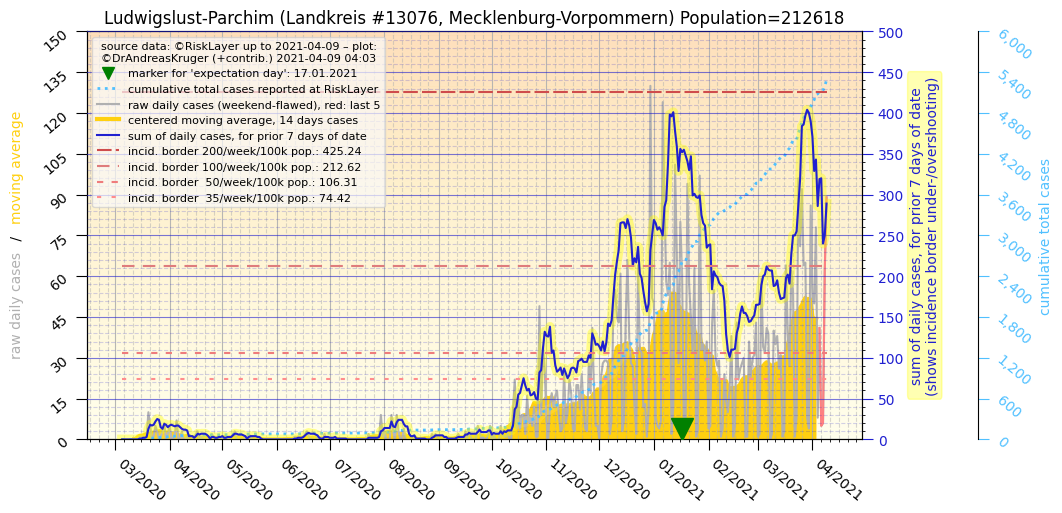 Ludwigslust-Parchim (Landkreis #13076, Mecklenburg-Vorpommern) Population=212618
source data: ©RiskLayer up to 2021-04-09 – plot:
©DrAndreasKruger (+contrib.) 2021-04-09 04:03
marker for 'expectation day': 17.01.2021
cumulative total cases reported at RiskLayer
raw daily cases (weekend-flawed), red: last 5
centered moving average, 14 days cases
sum of daily cases, for prior 7 days of date
incid. border 200/week/100k pop.: 425.24
incid. border 100/week/100k pop.: 212.62
incid. border  50/week/100k pop.: 106.31
incid. border  35/week/100k pop.: 74.42
raw daily cases  /  moving average
150
135
120
105
90
75
60
45
30
15
0
03/2020
04/2020
05/2020
06/2020
07/2020
08/2020
09/2020
10/2020
11/2020
12/2020
01/2021
02/2021
03/2021
04/2021
500
450
400
350
300
250
200
150
100
50
0
sum of daily cases, for prior 7 days of date
(shows incidence border under-/overshooting)
6,000
5,400
4,800
4,200
3,600
3,000
2,400
1,800
1,200
600
0
cumulative total cases